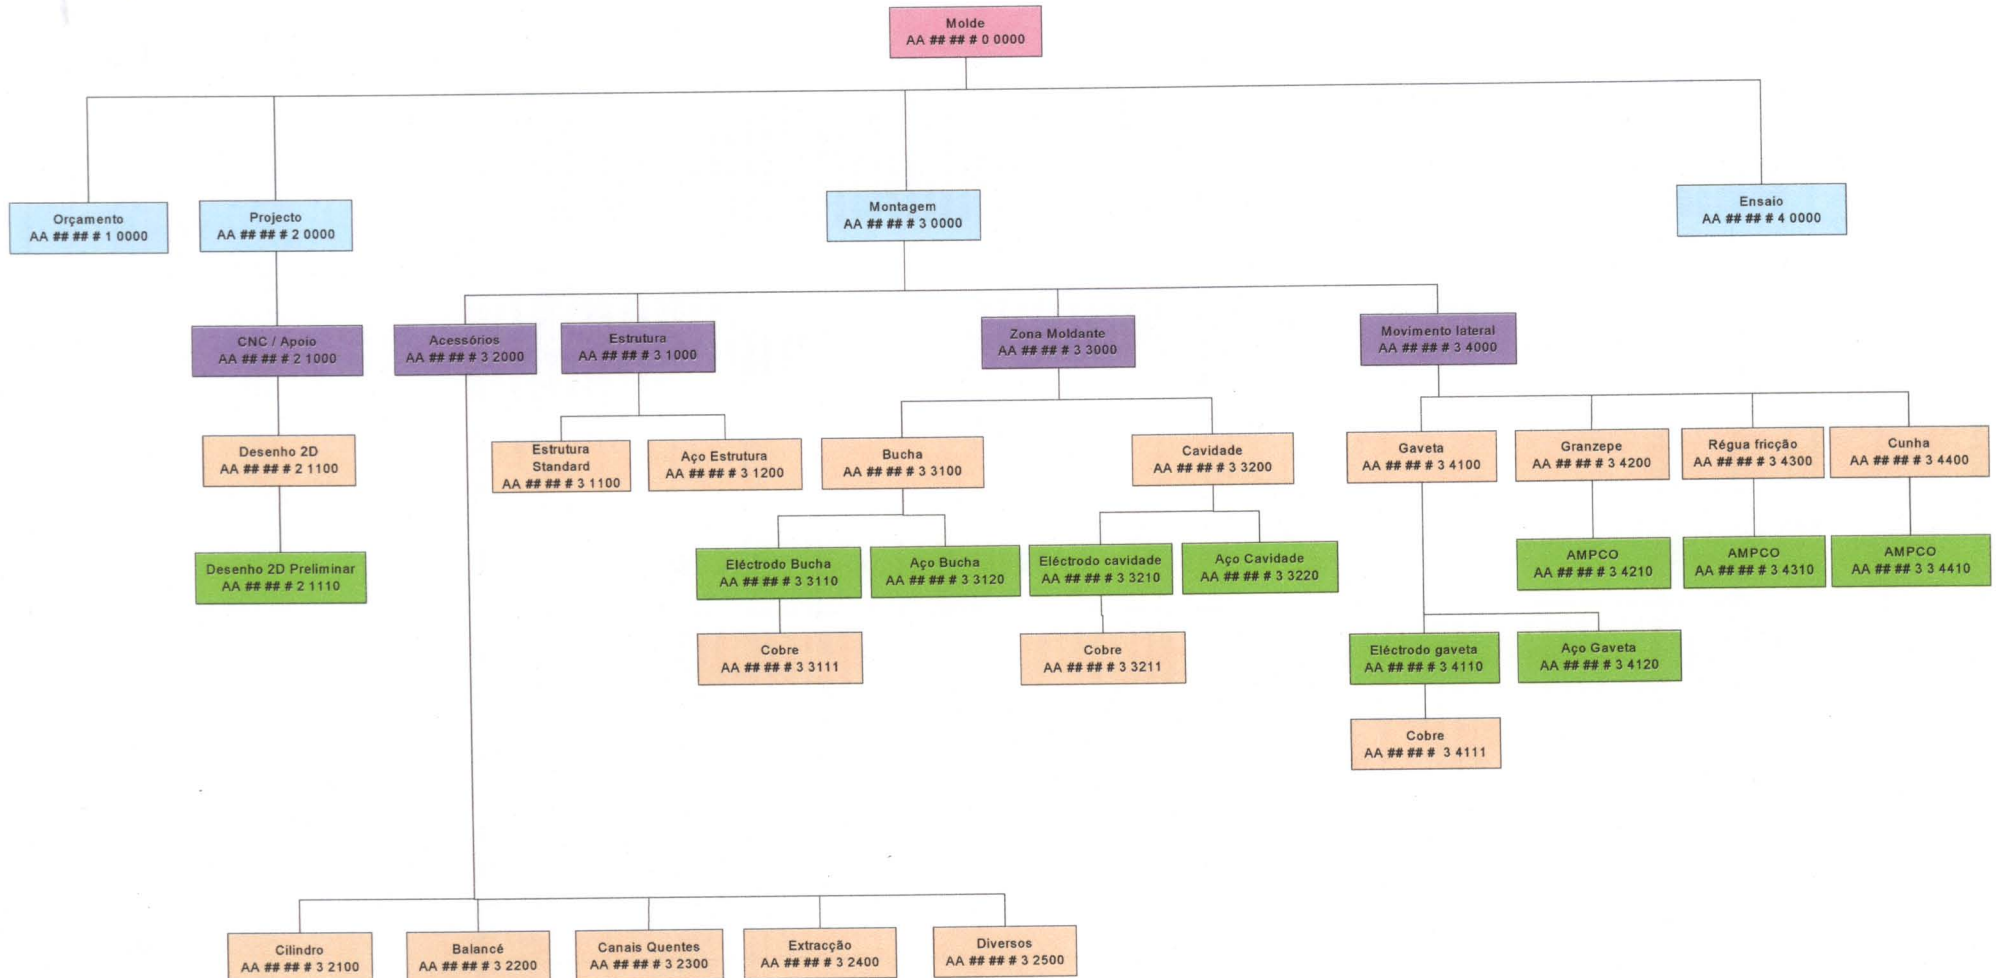 Molde
AA ## ## # 0 0000
Orçamento
AA ## ## # 1 0000
Projecto
AA ## ## # 2 0000
Montagem
AA ## ## # 3 0000
Ensaio
AA ## ## # 4 0000
CNC / Apoio
AA ## ## # 2 1000
Acessórios
AA ## ## # 3 2000
Estrutura
AA ## ## # 3 1000
Zona Moldante
AA ## ## # 3 3000
Movimento lateral
AA ## ## # 3 4000
Desenho 2D
AA ## ## # 2 1100
Estrutura
Standard
AA ## ## # 3 1100
Aço Estrutura
AA ## ## # 3 1200
Bucha
AA ## ## # 3 3100
Cavidade
AA ## ## # 3 3200
Gaveta
AA ## ## # 3 4100
Granzepe
AA ## ## # 3 4200
Régua fricção
AA ## ## # 3 4300
Cunha
AA ## ## # 3 4400
Desenho 2D Preliminar
AA ## ## # 2 1110
Eléctrodo Bucha
AA ## ## # 3 3110
Aço Bucha
AA ## ## # 3 3120
Eléctrodo cavidade
AA ## ## # 3 3210
Aço Cavidade
AA ## ## # 3 3220
AMPCO
AA ## ## # 3 4210
AMPCO
AA ## ## # 3 4310
AMPCO
AA ## ## 3 3 4410
Cobre
AA ## ## # 3 3111
Cobre
AA ## ## # 3 3211
Eléctrodo gaveta
AA ## ## # 3 4110
Aço Gaveta
AA ## ## # 3 4120
Cobre
AA ## ## # 3 4111
Cilindro
AA ## ## # 3 2100
Balancé
AA ## ## # 3 2200
Canais Quentes
AA ## ## # 3 2300
Extracção
AA ## ## # 3 2400
Diversos
AA ## ## # 3 2500